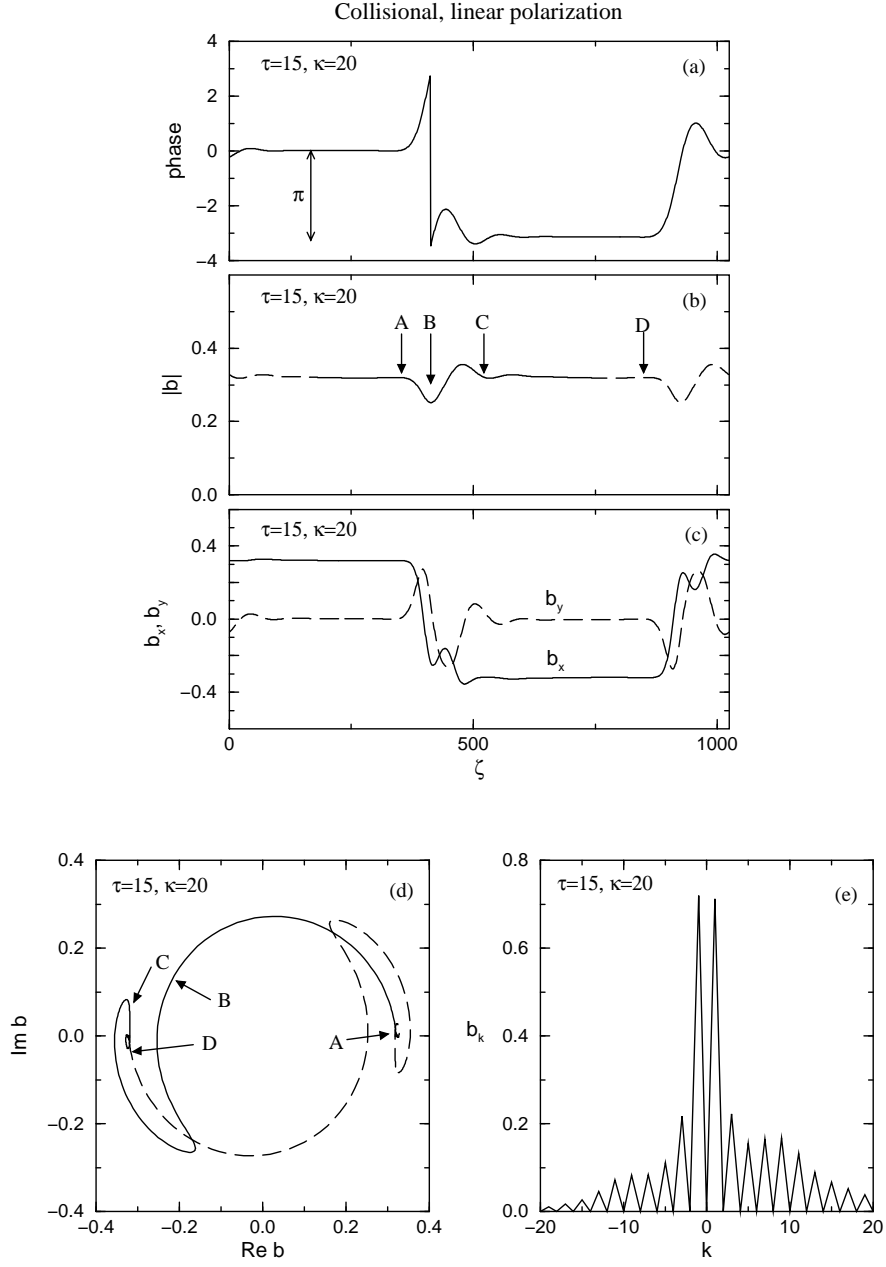 Collisional, linear polarization
τ=15, κ=20
(a)
4
2
0
−2
−4
phase
π
τ=15, κ=20
(b)
A
B
C
D
0.4
0.2
0.0
|b|
τ=15, κ=20
(c)
0.4
0.0
−0.4
b_x, b_y
b_y
b_x
0
500
1000
ζ
τ=15, κ=20
(d)
0.4
0.2
0.0
−0.2
−0.4
Im b
C
B
D
A
−0.4
−0.2
0.0
0.2
0.4
Re b
τ=15, κ=20
(e)
0.8
0.6
0.4
0.2
0.0
b_k
−20
−10
0
10
20
k